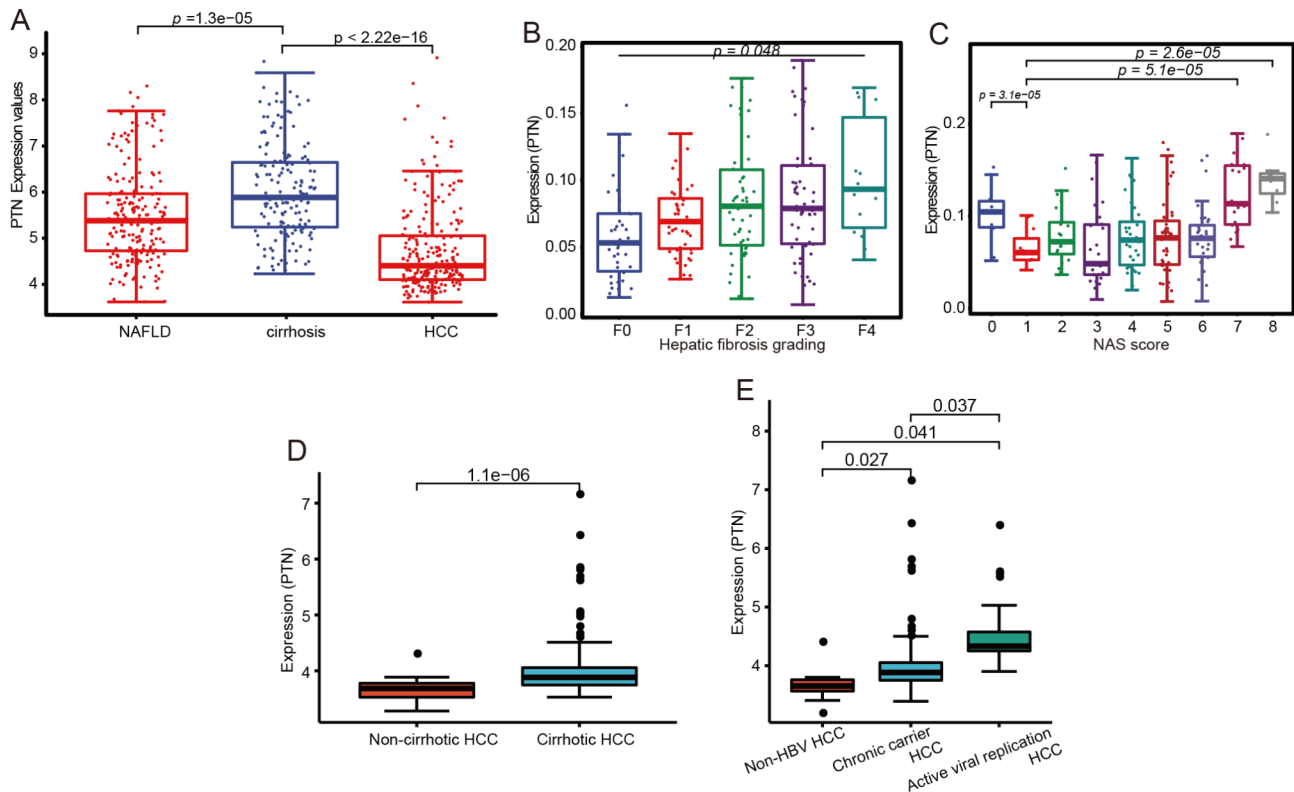 A
p =1.3e−05
p < 2.22e−16
PTN Expression values
9
8
7
6
5
4
NAFLD
cirrhosis
HCC
B
p = 0.048
Expression (PTN)
0.20
0.15
0.10
0.05
0.00
F0
F1
F2
F3
F4
Hepatic fibrosis grading
C
p = 2.6e−05
p = 5.1e−05
p = 3.1e−05
Expression (PTN)
0.2
0.1
0.0
0
1
2
3
4
5
6
7
8
NAS score
D
1.1e−06
Expression (PTN)
7
6
5
4
Non-cirrhotic HCC
Cirrhotic HCC
E
0.037
0.041
0.027
Expression (PTN)
8
7
6
5
4
Non-HBV HCC
Chronic carrier
HCC
Active viral replication
HCC